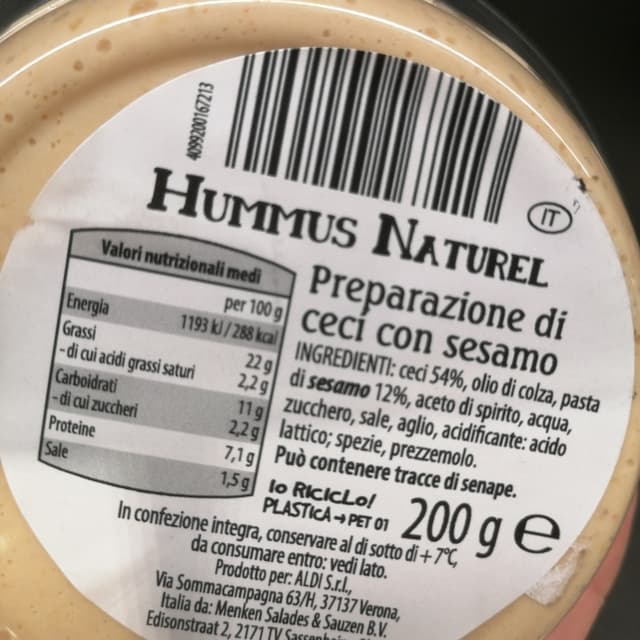 4099200167213
IT
HUMMUS NATUREL
Valori nutrizionali medi
per 100 g
Energia 1193 kJ / 288 kcal
Grassi 22 g
- di cui acidi grassi saturi 2,2 g
Carboidrati 11 g
- di cui zuccheri 2,2 g
Proteine 7,1 g
Sale 1,5 g
Preparazione di
ceci con sesamo
INGREDIENTI: ceci 54%, olio di colza, pasta
di sesamo 12%, aceto di spirito, acqua,
zucchero, sale, aglio, acidificante: acido
lattico; spezie, prezzemolo.
Può contenere tracce di senape.
Io RiCiCLo!
PLASTiCA → PET 01
200 g e
In confezione integra, conservare al di sotto di + 7°C,
da consumare entro: vedi lato.
Prodotto per: ALDI S.r.l.,
Via Sommacampagna 63/H, 37137 Verona,
Italia da: Menken Salades & Sauzen B.V.
Edisonstraat 2, 2171 TV